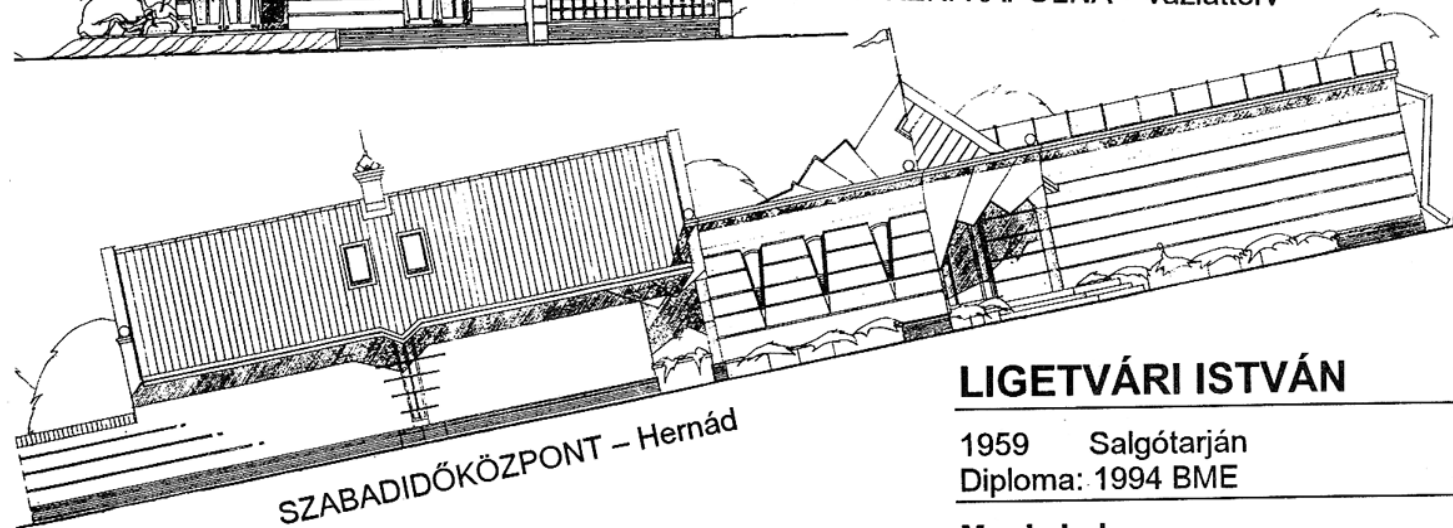 SZABADIDŐKÖZPONT – Hernád
LIGETVÁRI ISTVÁN
1959 Salgótarján
Diploma: 1994 BME